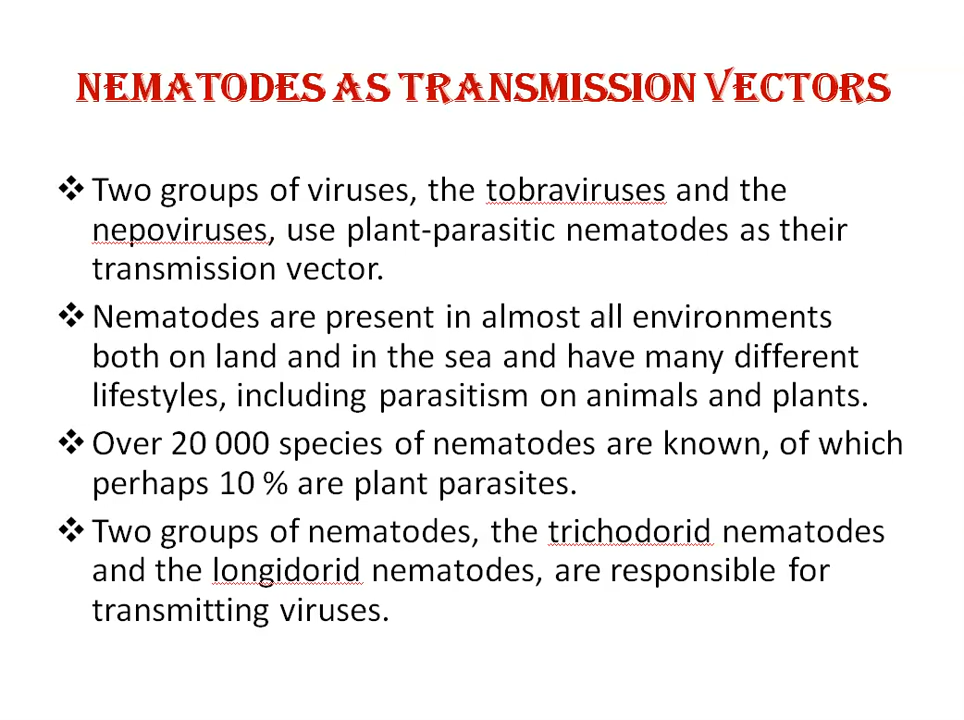 NEMATODES AS TRANSMISSION VECTORS
❖ Two groups of viruses, the tobraviruses and the
nepoviruses, use plant-parasitic nematodes as their
transmission vector.
❖ Nematodes are present in almost all environments
both on land and in the sea and have many different
lifestyles, including parasitism on animals and plants.
❖ Over 20 000 species of nematodes are known, of which
perhaps 10 % are plant parasites.
❖ Two groups of nematodes, the trichodorid nematodes
and the longidorid nematodes, are responsible for
transmitting viruses.